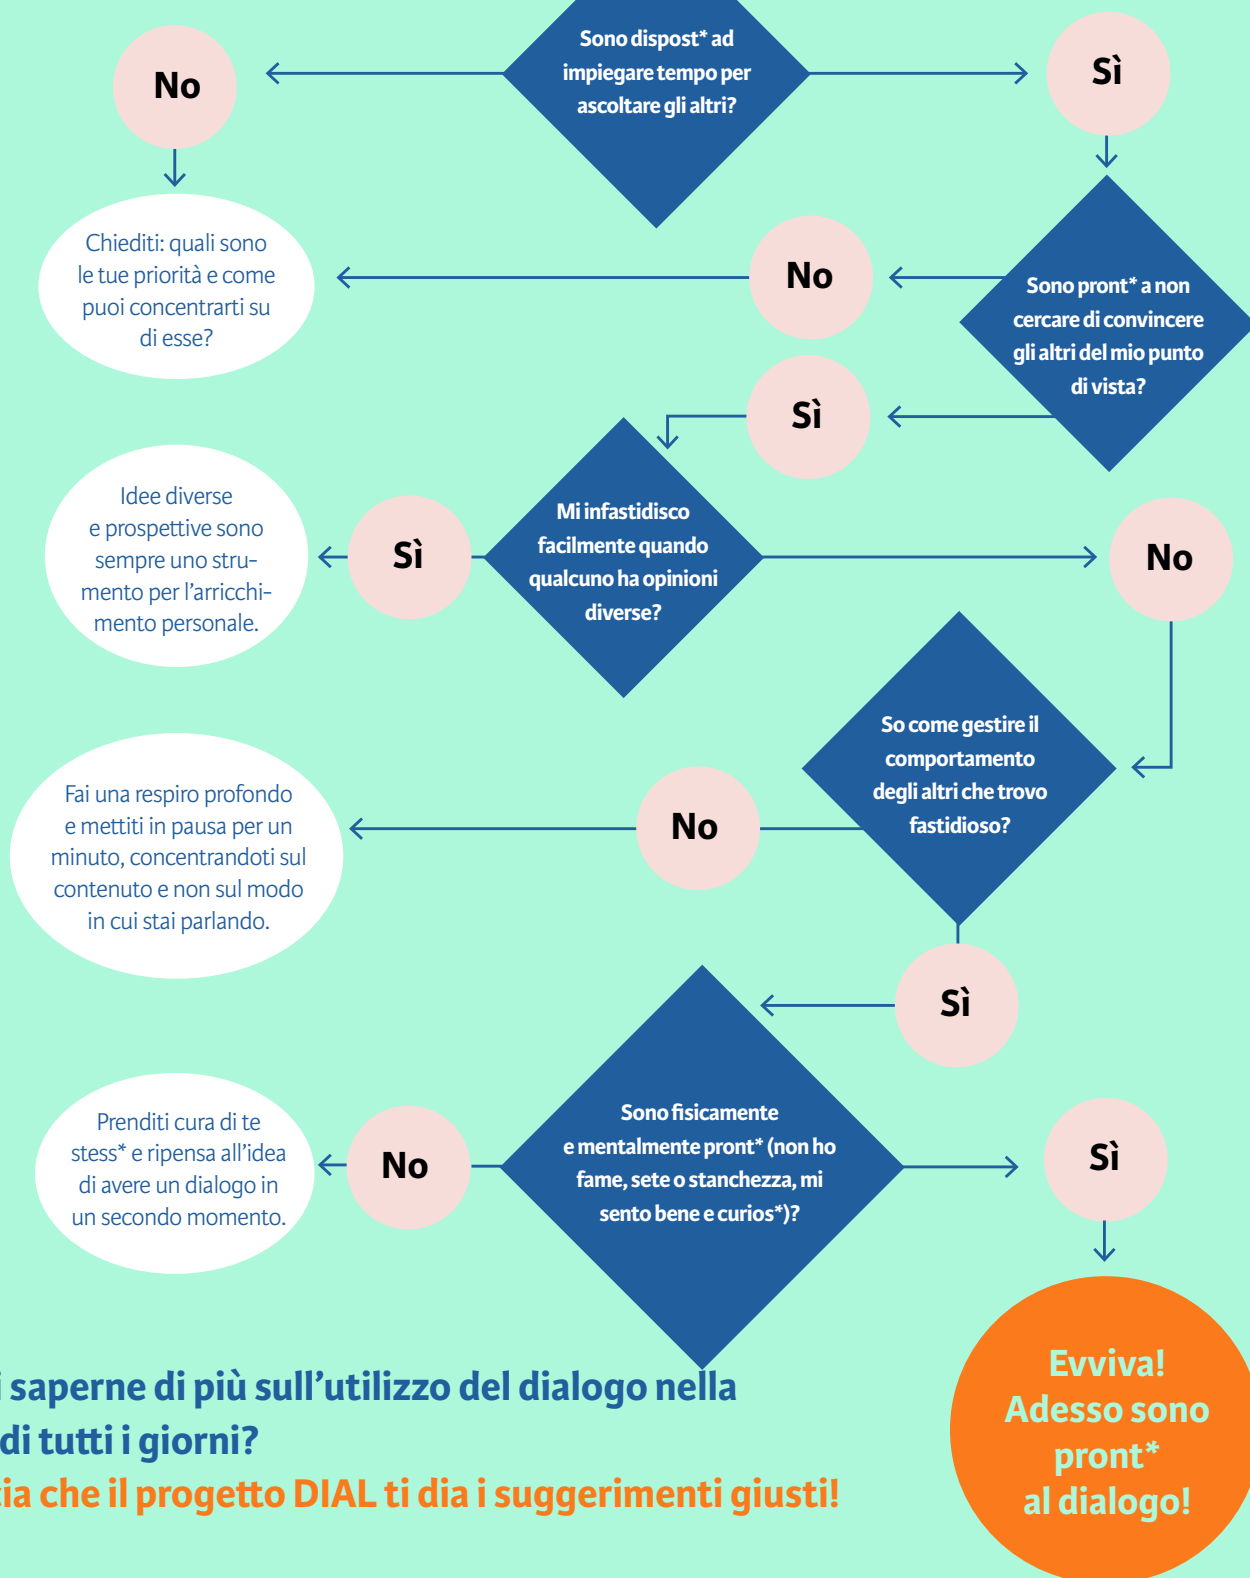 Sono dispost* ad
impiegare tempo per
ascoltare gli altri?
No
Sì
Chiediti: quali sono
le tue priorità e come
puoi concentrarti su
di esse?
No
Sono pront* a non
cercare di convincere
gli altri del mio punto
di vista?
Sì
Idee diverse
e prospettive sono
sempre uno stru-
mento per l'arricchi-
mento personale.
Sì
Mi infastidisco
facilmente quando
qualcuno ha opinioni
diverse?
No
So come gestire il
comportamento
degli altri che trovo
fastidioso?
Fai una respiro profondo
e mettiti in pausa per un
minuto, concentrandoti sul
contenuto e non sul modo
in cui stai parlando.
No
Sì
Sono fisicamente
e mentalmente pront* (non ho
fame, sete o stanchezza, mi
sento bene e curios*)?
Prenditi cura di te
stess* e ripensa all'idea
di avere un dialogo in
un secondo momento.
No
Sì
Evviva!
Adesso sono
pront*
al dialogo!
i saperne di più sull'utilizzo del dialogo nella
di tutti i giorni?
che il progetto DIAL ti dia i suggerimenti giusti!